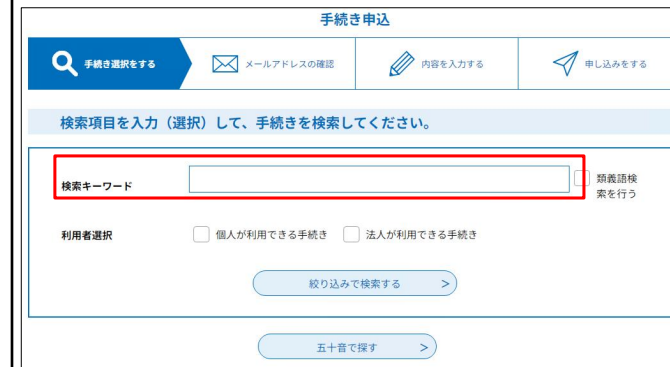 手続き申込
手続き選択をする
メールアドレスの確認
内容を入力する
申し込みをする
検索項目を入力（選択）して、手続きを検索してください。
検索キーワード
類義語検
索を行う
利用者選択
個人が利用できる手続き
法人が利用できる手続き
絞り込みで検索する >
五十音で探す >